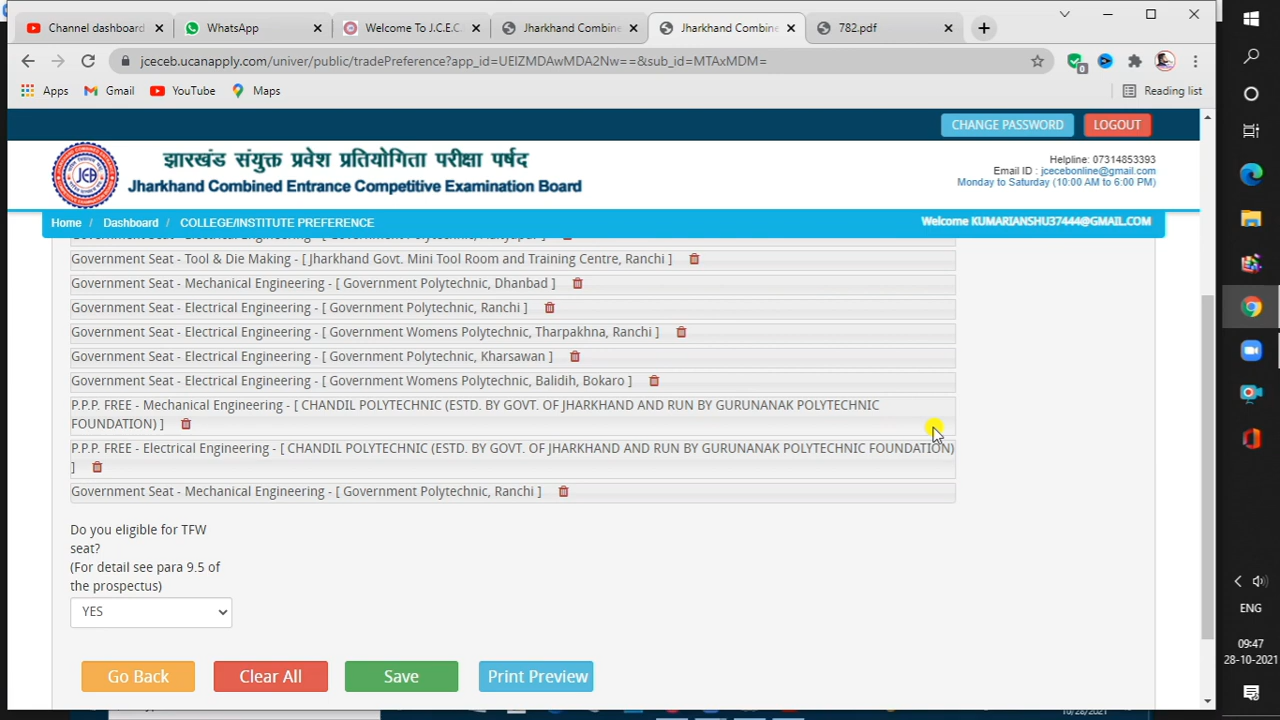 Channel dashboard
WhatsApp
Welcome To J.C.E.C.
Jharkhand Combine
Jharkhand Combine
782.pdf
jceceb.ucanapply.com/univer/public/tradePreference?app_id=UElZMDAwMDA2Nw==&sub_id=MTAxMDM=
Apps
Gmail
YouTube
Maps
Reading list
CHANGE PASSWORD
LOGOUT
झारखंड संयुक्त प्रवेश प्रतियोगिता परीक्षा पर्षद
Jharkhand Combined Entrance Competitive Examination Board
JEB
Helpline: 07314853393
Email ID : jcecebonline@gmail.com
Monday to Saturday (10:00 AM to 6:00 PM)
Home / Dashboard / COLLEGE/INSTITUTE PREFERENCE
Welcome KUMARIANSHU37444@GMAIL.COM
Government Seat - Tool & Die Making - [ Jharkhand Govt. Mini Tool Room and Training Centre, Ranchi ]
Government Seat - Mechanical Engineering - [ Government Polytechnic, Dhanbad ]
Government Seat - Electrical Engineering - [ Government Polytechnic, Ranchi ]
Government Seat - Electrical Engineering - [ Government Womens Polytechnic, Tharpakhna, Ranchi ]
Government Seat - Electrical Engineering - [ Government Polytechnic, Kharsawan ]
Government Seat - Electrical Engineering - [ Government Womens Polytechnic, Balidih, Bokaro ]
P.P.P. FREE - Mechanical Engineering - [ CHANDIL POLYTECHNIC (ESTD. BY GOVT. OF JHARKHAND AND RUN BY GURUNANAK POLYTECHNIC
FOUNDATION) ]
P.P.P. FREE - Electrical Engineering - [ CHANDIL POLYTECHNIC (ESTD. BY GOVT. OF JHARKHAND AND RUN BY GURUNANAK POLYTECHNIC FOUNDATION)
]
Government Seat - Mechanical Engineering - [ Government Polytechnic, Ranchi ]
Do you eligible for TFW
seat?
(For detail see para 9.5 of
the prospectus)
YES
Go Back
Clear All
Save
Print Preview
ENG
09:47
28-10-2021